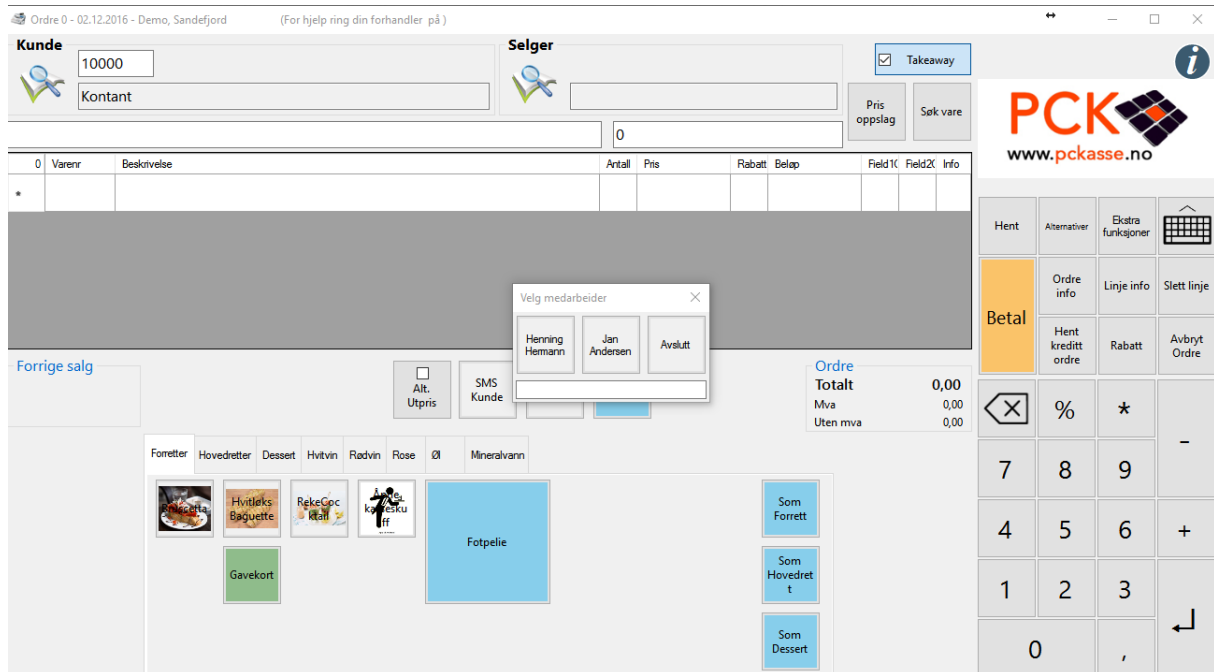 Ordre 0 - 02.12.2016 - Demo, Sandefjord (For hjelp ring din forhandler på )
Kunde
10000
Kontant
Selger
Takeaway
Pris
oppslag
Søk vare
0
PCK
www.pckasse.no
0 Varenr Beskrivelse Antall Pris Rabatt Beløp Field1( Field2( Info
*
Hent
Alternativer
Ekstra
funksjoner
Betal
Ordre
info
Linje info
Slett linje
Hent
kreditt
ordre
Rabatt
Avbryt
Ordre
Velg medarbeider
Henning
Hermann
Jan
Andersen
Avslutt
Forrige salg
Alt.
Utpris
SMS
Kunde
Ordre
Totalt 0,00
Mva 0,00
Uten mva 0,00
Forretter Hovedretter Dessert Hvitvin Rødvin Rose Øl Mineralvann
Hvitløks
Baguette
RekeCoc
ktail
Fotpelie
Gavekort
Som
Forrett
Som
Hovedret
t
Som
Dessert
% * -
7 8 9
4 5 6 +
1 2 3
0 ,